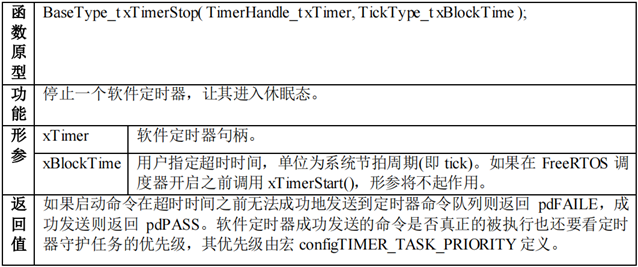 函数原型 BaseType_t xTimerStop( TimerHandle_t xTimer, TickType_t xBlockTime );
功能 停止一个软件定时器，让其进入休眠态。
形参 xTimer 软件定时器句柄。
xBlockTime 用户指定超时时间，单位为系统节拍周期(即 tick)。如果在 FreeRTOS 调
度器开启之前调用 xTimerStart()，形参将不起作用。
返回值 如果启动命令在超时时间之前无法成功地发送到定时器命令队列则返回 pdFAILE，成
功发送则返回 pdPASS。软件定时器成功发送的命令是否真正的被执行也还要看定时
器守护任务的优先级，其优先级由宏 configTIMER_TASK_PRIORITY 定义。